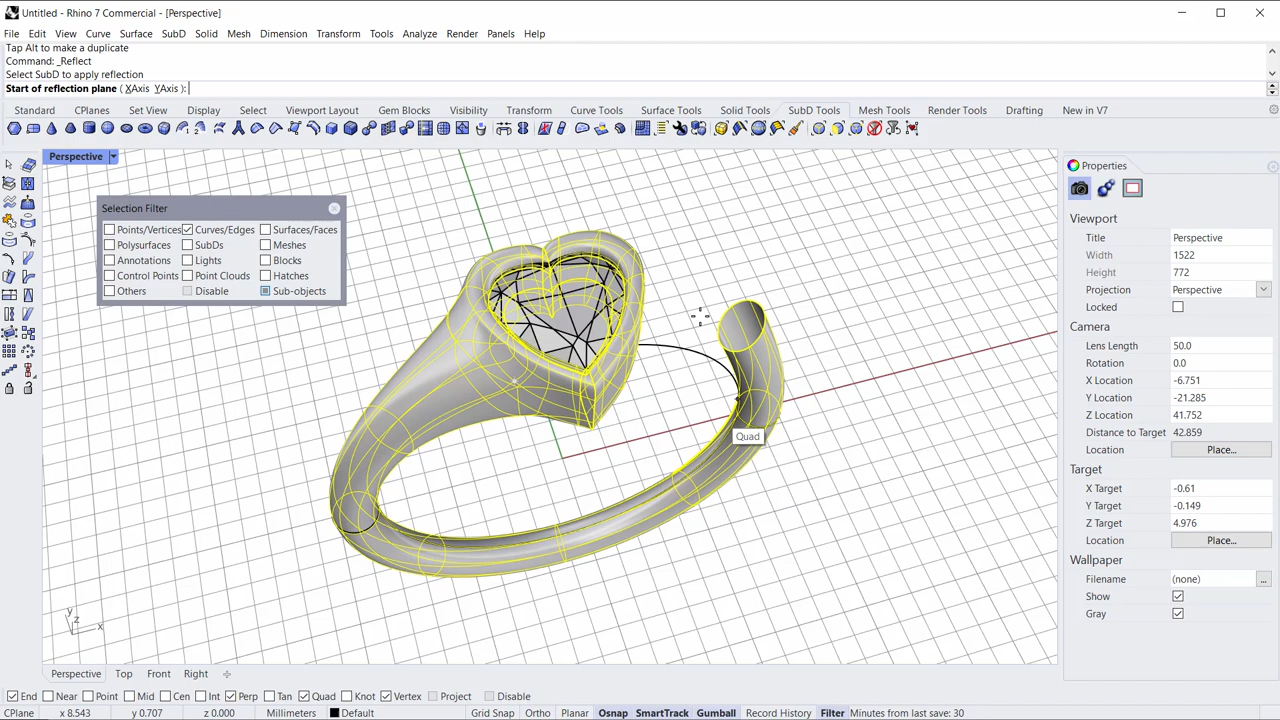 Untitled - Rhino 7 Commercial - [Perspective]
File Edit View Curve Surface SubD Solid Mesh Dimension Transform Tools Analyze Render Panels Help
Tap Alt to make a duplicate
Command: _Reflect
Select SubD to apply reflection
Start of reflection plane ( XAxis YAxis ):
Standard CPlanes Set View Display Select Viewport Layout Gem Blocks Visibility Transform Curve Tools Surface Tools Solid Tools SubD Tools Mesh Tools Render Tools Drafting New in V7
Perspective
Selection Filter
Points/Vertices Curves/Edges Surfaces/Faces
Polysurfaces SubDs Meshes
Annotations Lights Blocks
Control Points Point Clouds Hatches
Others Disable Sub-objects
Quad
y
z
x
Properties
Viewport
Title Perspective
Width 1522
Height 772
Projection Perspective
Locked
Camera
Lens Length 50.0
Rotation 0.0
X Location -6.751
Y Location -21.285
Z Location 41.752
Distance to Target 42.859
Location Place...
Target
X Target -0.61
Y Target -0.149
Z Target 4.976
Location Place...
Wallpaper
Filename (none) ...
Show
Gray
Perspective Top Front Right
End Near Point Mid Cen Int Perp Tan Quad Knot Vertex Project Disable
CPlane x 8.543 y 0.707 z 0.000 Millimeters Default Grid Snap Ortho Planar Osnap SmartTrack Gumball Record History Filter Minutes from last save: 30